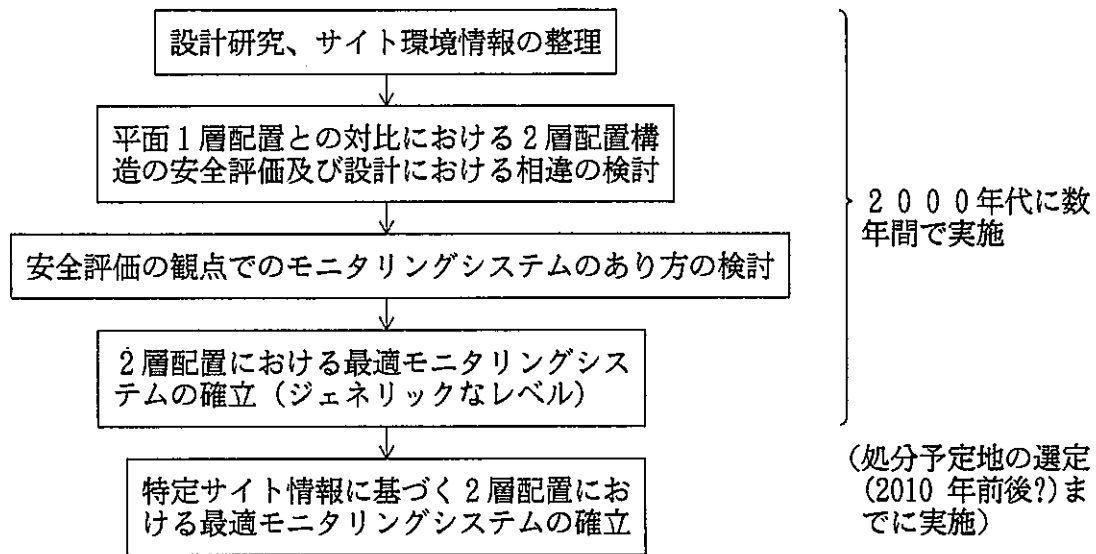 設計研究、サイト環境情報の整理
平面1層配置との対比における2層配置構
造の安全評価及び設計における相違の検討
2000年代に数
年間で実施
安全評価の観点でのモニタリングシステムのあり方の検討
2層配置における最適モニタリングシス
テムの確立（ジェネリックなレベル）
特定サイト情報に基づく2層配置にお
ける最適モニタリングシステムの確立
（処分予定地の選定
(2010 年前後?)ま
でに実施）